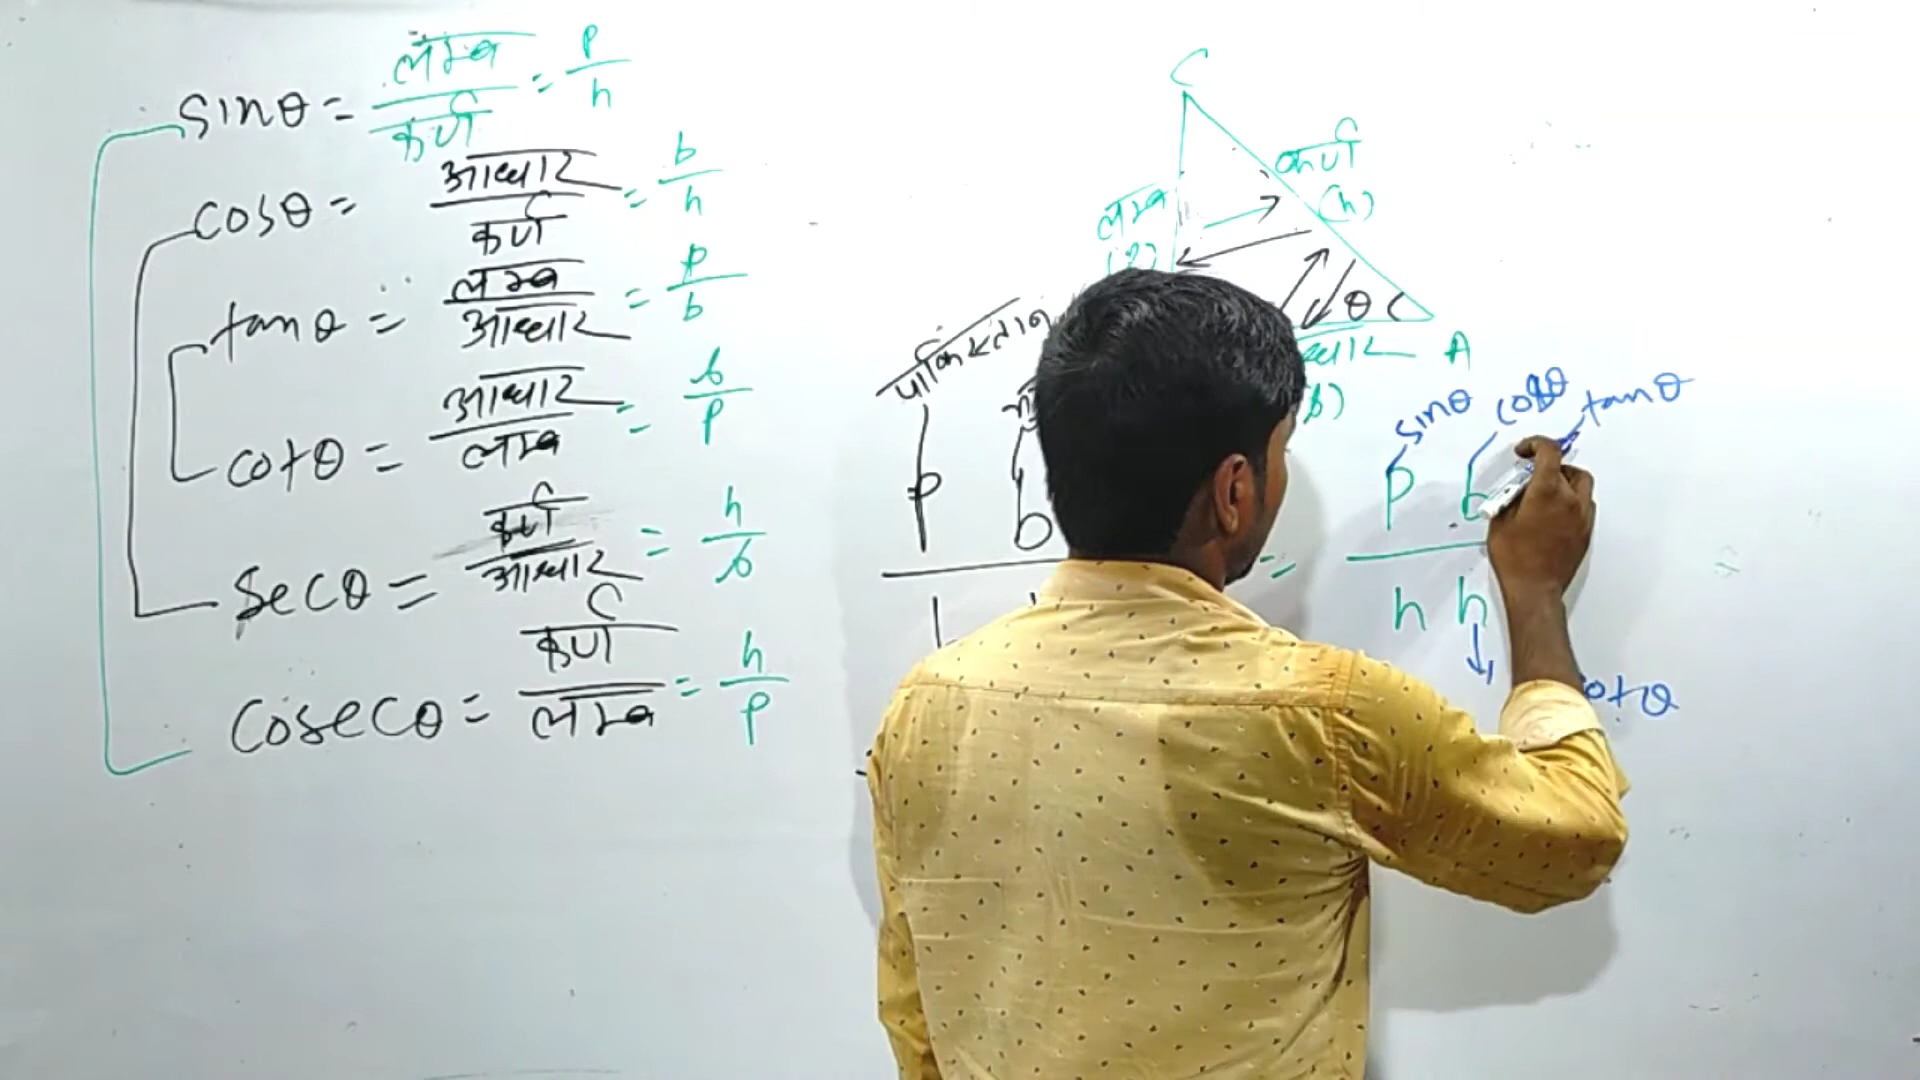 sinθ = लम्ब / कर्ण = p/h
cosθ = आधार / कर्ण = b/h
tanθ = लम्ब / आधार = p/b
cotθ = आधार / लम्ब = b/p
secθ = कर्ण / आधार = h/b
cosecθ = कर्ण / लम्ब = h/p
C
कर्ण
(h)
लम्ब
θ
A
पाकिस्तान
p b
=
sinθ cosθ tanθ
p b
h h
cotθ